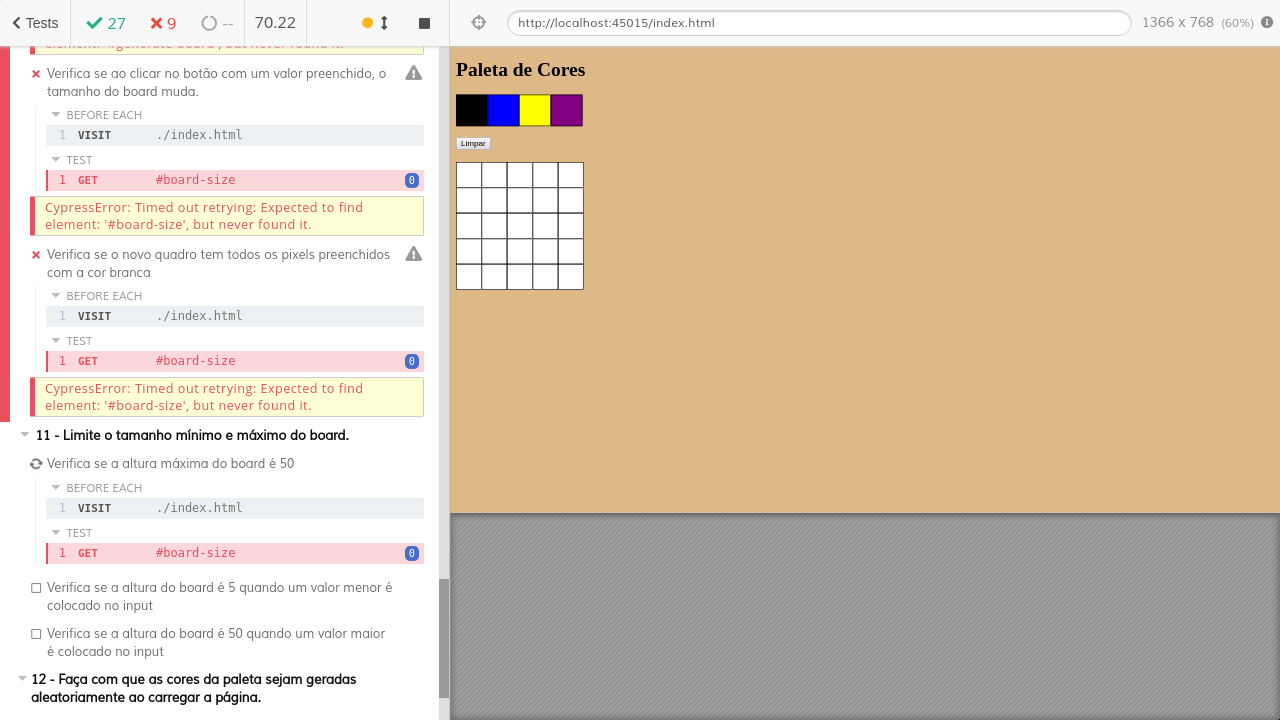 Tests 27 9 -- 70.22
http://localhost:45015/index.html 1366 x 768 (60%)
element: '#generate-board', but never found it.
Verifica se ao clicar no botão com um valor preenchido, o
tamanho do board muda.
BEFORE EACH
1 VISIT ./index.html
TEST
1 GET #board-size 0
CypressError: Timed out retrying: Expected to find
element: '#board-size', but never found it.
Verifica se o novo quadro tem todos os pixels preenchidos
com a cor branca
BEFORE EACH
1 VISIT ./index.html
TEST
1 GET #board-size 0
CypressError: Timed out retrying: Expected to find
element: '#board-size', but never found it.
11 - Limite o tamanho mínimo e máximo do board.
Verifica se a altura máxima do board é 50
BEFORE EACH
1 VISIT ./index.html
TEST
1 GET #board-size 0
Verifica se a altura do board é 5 quando um valor menor é
colocado no input
Verifica se a altura do board é 50 quando um valor maior
é colocado no input
12 - Faça com que as cores da paleta sejam geradas
aleatoriamente ao carregar a página.
Paleta de Cores
Limpar